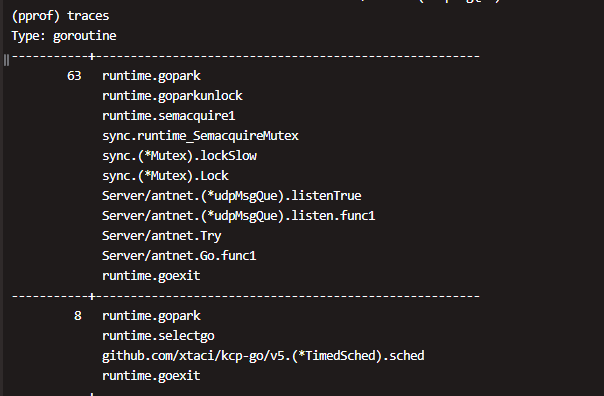 (pprof) traces
Type: goroutine
-----------+-------------------------------------------------------
63 runtime.gopark
runtime.goparkunlock
runtime.semacquire1
sync.runtime_SemacquireMutex
sync.(*Mutex).lockSlow
sync.(*Mutex).Lock
Server/antnet.(*udpMsgQue).listenTrue
Server/antnet.(*udpMsgQue).listen.func1
Server/antnet.Try
Server/antnet.Go.func1
runtime.goexit
-----------+-------------------------------------------------------
8 runtime.gopark
runtime.selectgo
github.com/xtaci/kcp-go/v5.(*TimedSched).sched
runtime.goexit